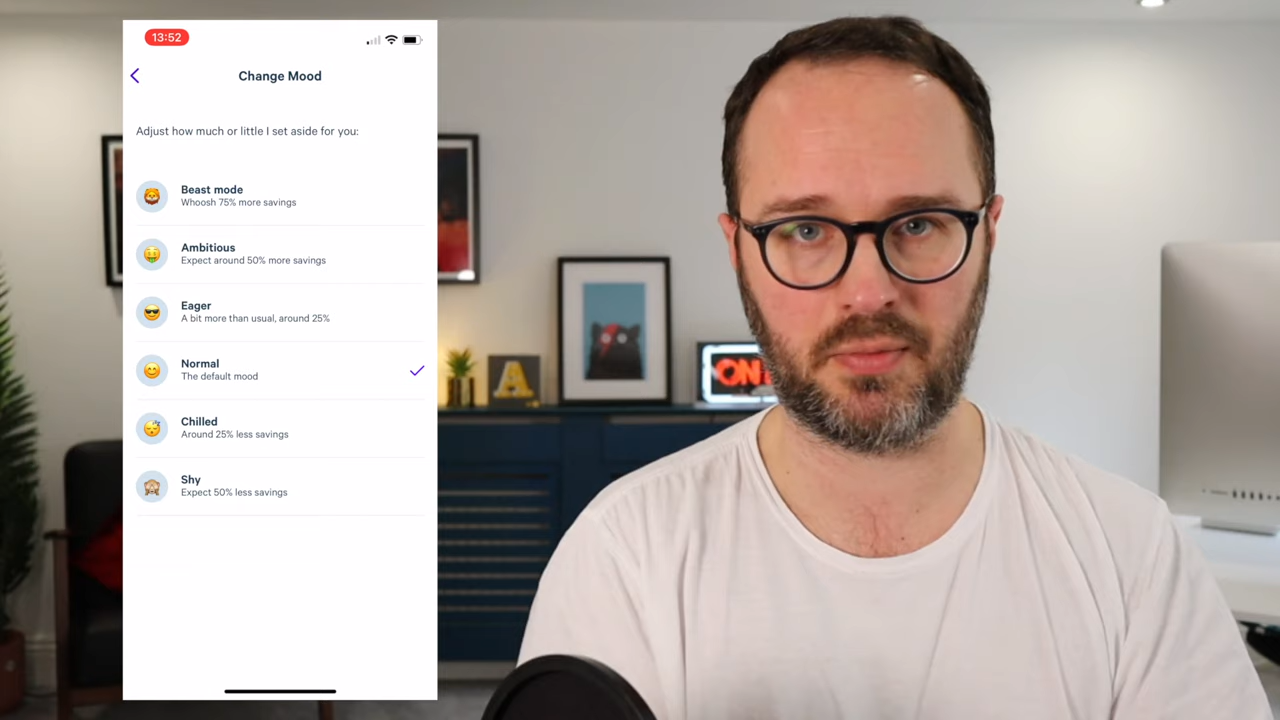 13:52
Change Mood
Adjust how much or little I set aside for you:
Beast mode
Whoosh 75% more savings
Ambitious
Expect around 50% more savings
Eager
A bit more than usual, around 25%
Normal
The default mood
Chilled
Around 25% less savings
Shy
Expect 50% less savings
A
ON